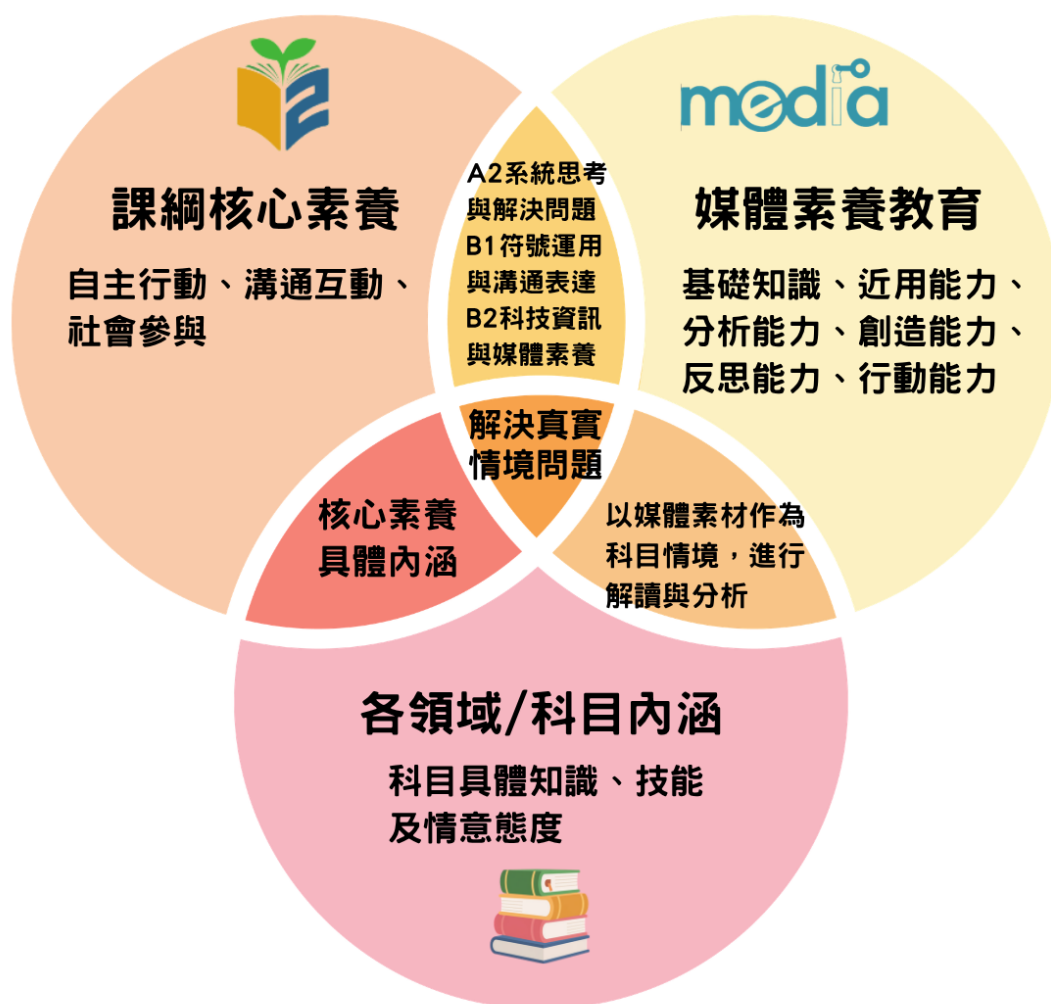 media
課綱核心素養
自主行動、溝通互動、
社會參與
A2系統思考
與解決問題
B1符號運用
與溝通表達
B2科技資訊
與媒體素養
媒體素養教育
基礎知識、近用能力、
分析能力、創造能力、
反思能力、行動能力
解決真實
情境問題
核心素養
具體內涵
以媒體素材作為
科目情境，進行
解讀與分析
各領域/科目內涵
科目具體知識、技能
及情意態度